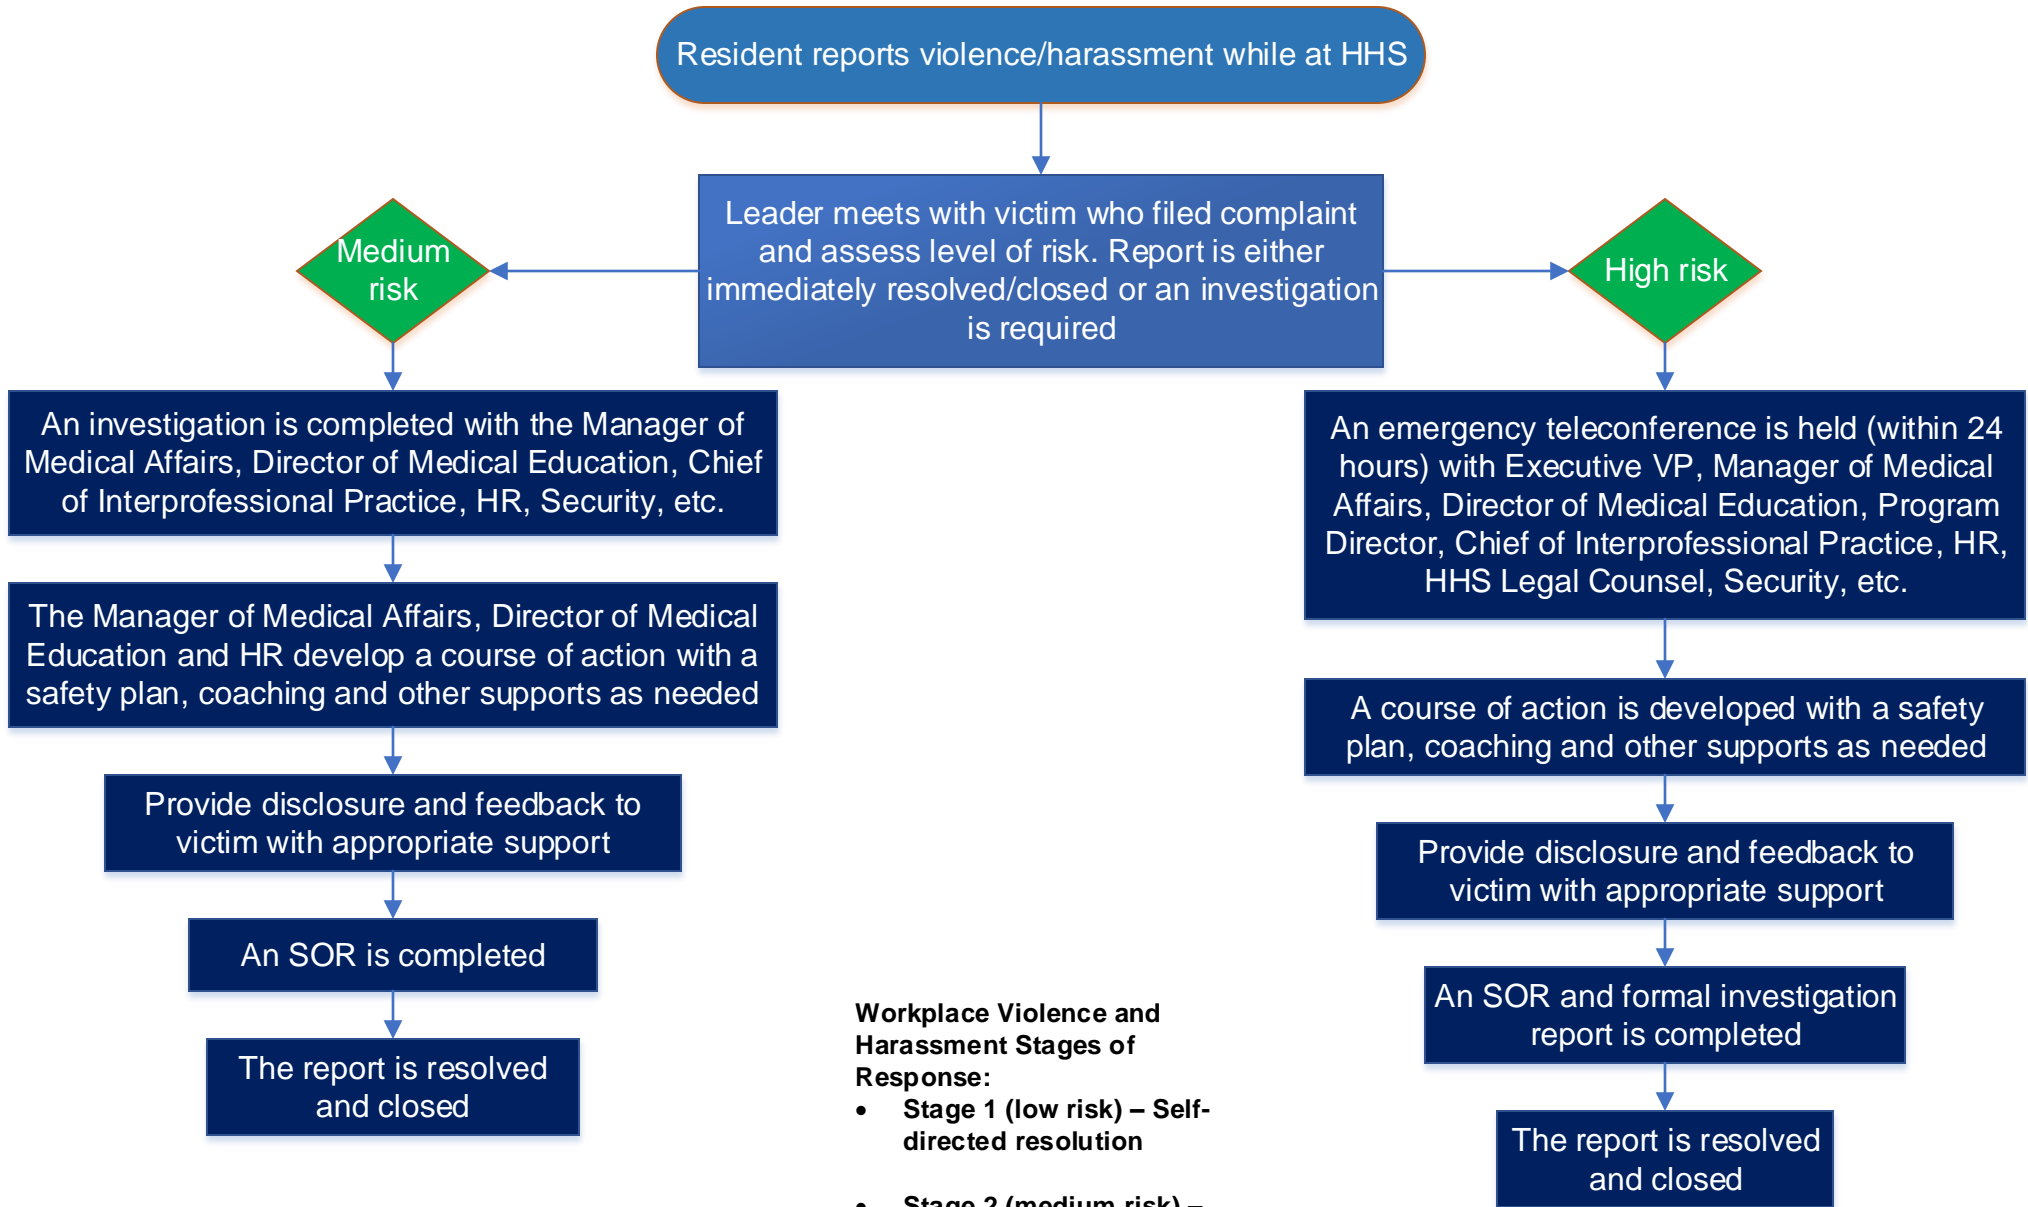 Resident reports violence/harassment while at HHS
Leader meets with victim who filed complaint
and assess level of risk. Report is either
immediately resolved/closed or an investigation
is required
Medium
risk
High risk
An investigation is completed with the Manager of
Medical Affairs, Director of Medical Education, Chief
of Interprofessional Practice, HR, Security, etc.
The Manager of Medical Affairs, Director of Medical
Education and HR develop a course of action with a
safety plan, coaching and other supports as needed
Provide disclosure and feedback to
victim with appropriate support
An SOR is completed
The report is resolved
and closed
An emergency teleconference is held (within 24
hours) with Executive VP, Manager of Medical
Affairs, Director of Medical Education, Program
Director, Chief of Interprofessional Practice, HR,
HHS Legal Counsel, Security, etc.
A course of action is developed with a safety
plan, coaching and other supports as needed
Provide disclosure and feedback to
victim with appropriate support
An SOR and formal investigation
report is completed
The report is resolved
and closed
Workplace Violence and
Harassment Stages of
Response:
• Stage 1 (low risk) – Self-
directed resolution
• Stage 2 (medium risk) –